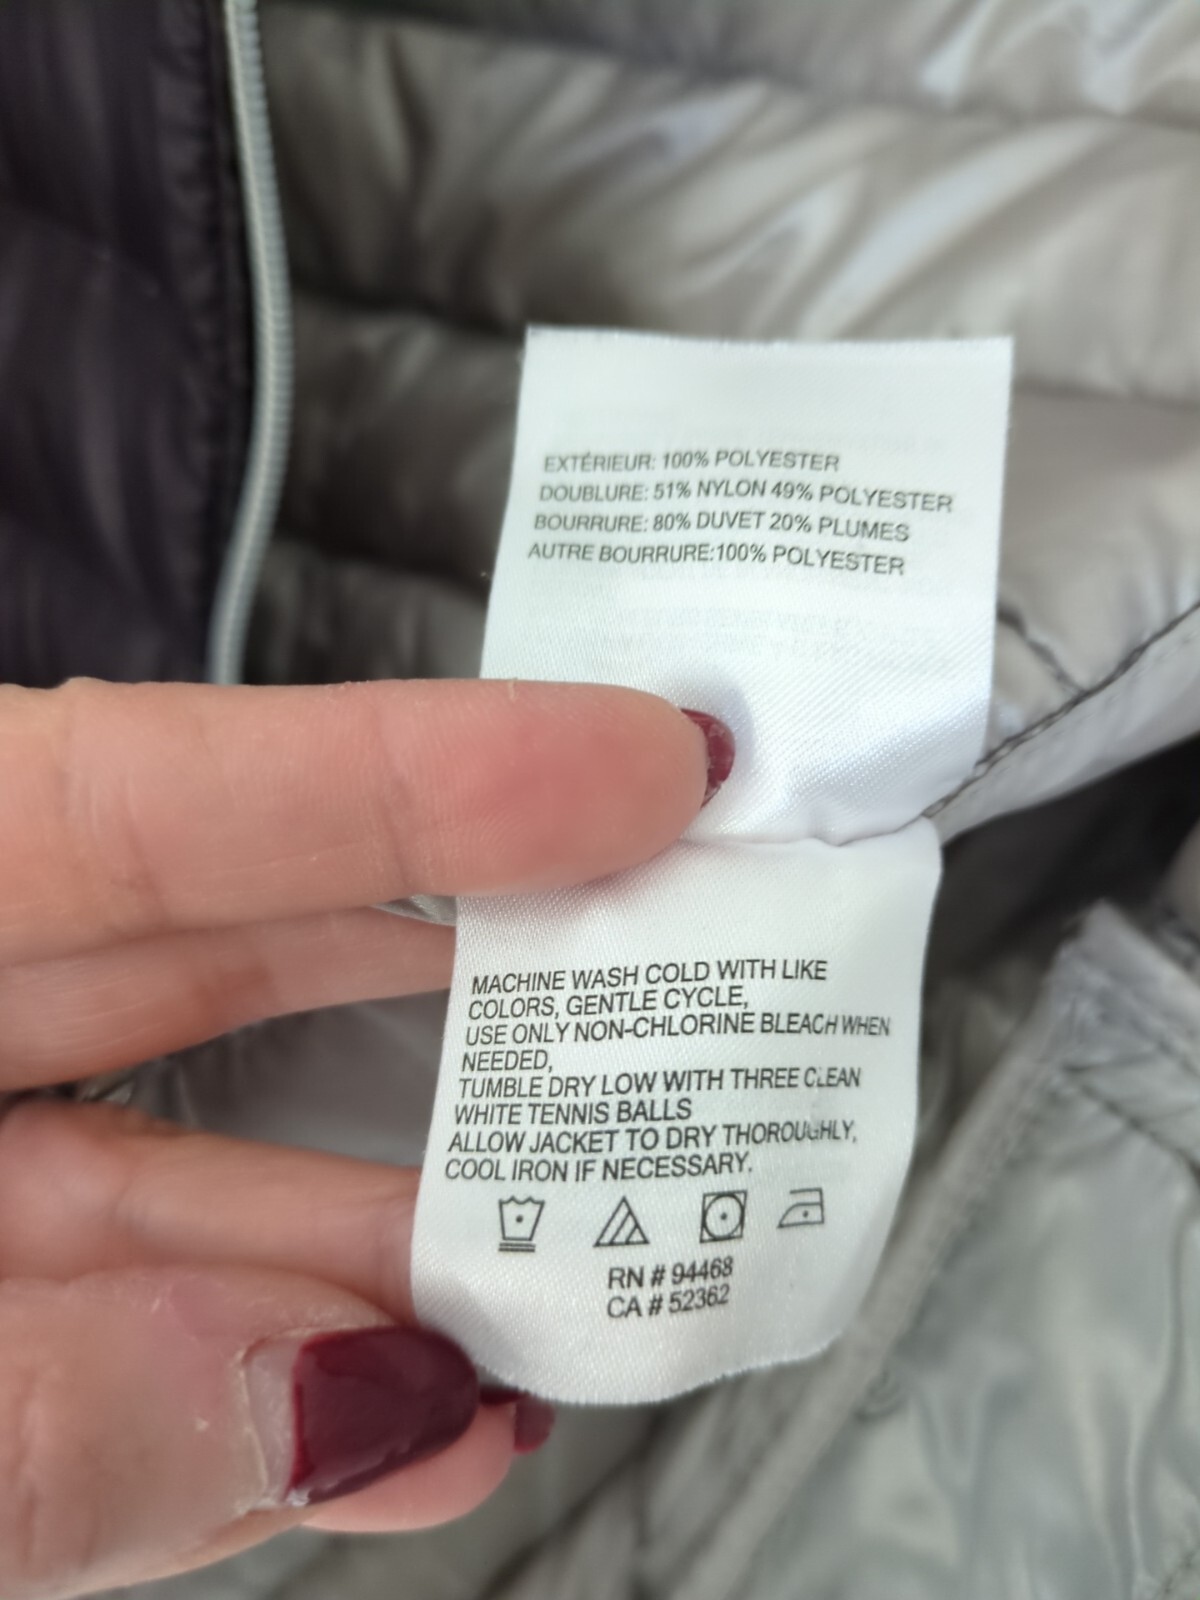 EXTÉRIEUR: 100% POLYESTER
DOUBLURE: 51% NYLON 49% POLYESTER
BOURRURE: 80% DUVET 20% PLUMES
AUTRE BOURRURE:100% POLYESTER
MACHINE WASH COLD WITH LIKE
COLORS, GENTLE CYCLE,
USE ONLY NON-CHLORINE BLEACH WHEN
NEEDED,
TUMBLE DRY LOW WITH THREE CLEAN
WHITE TENNIS BALLS
ALLOW JACKET TO DRY THOROUGHLY,
COOL IRON IF NECESSARY.
RN # 94468
CA # 52362